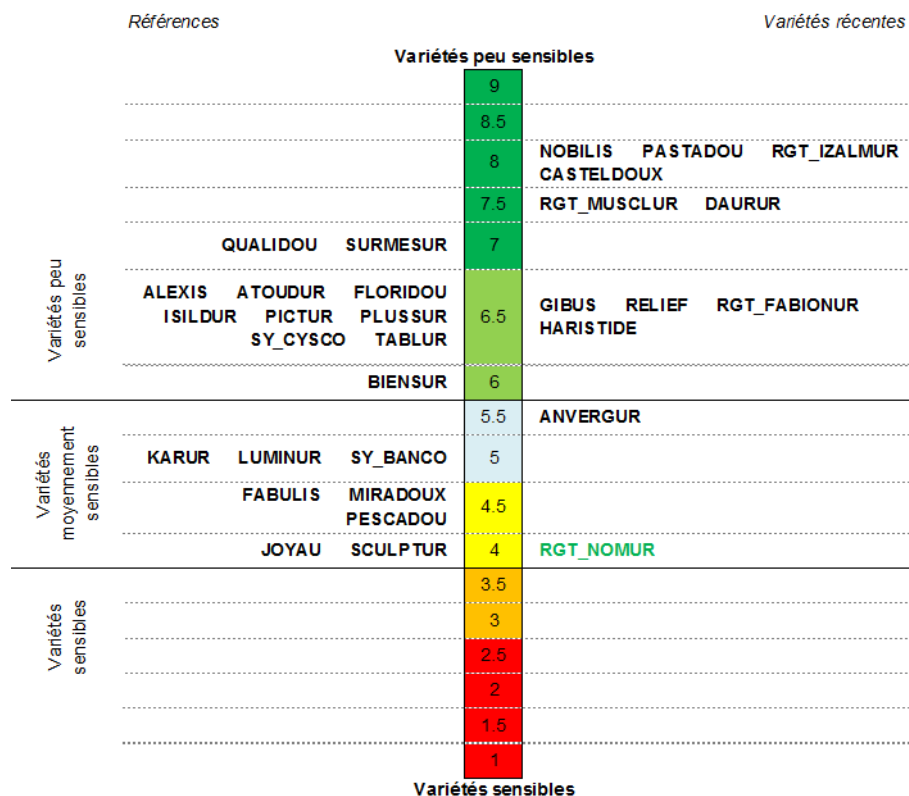 Références Variétés récentes
Variétés peu sensibles
9
8.5
8 NOBILIS PASTADOU RGT_IZALMUR
CASTELDOUX
7.5 RGT_MUSCLUR DAURUR
QUALIDOU SURMESUR 7
Variétés peu
sensibles
ALEXIS ATOUDUR FLORIDOU
ISILDUR PICTUR PLUSSUR
SY_CYSCO TABLUR
6.5
GIBUS RELIEF RGT_FABIONUR
HARISTIDE
BIENSUR 6
5.5 ANVERGUR
Variétés
moyennement
sensibles
KARUR LUMINUR SY_BANCO 5
FABULIS MIRADOUX
PESCADOU
4.5
JOYAU SCULPTUR 4 RGT_NOMUR
3.5
Variétés
sensibles
3
2.5
2
1.5
1
Variétés sensibles